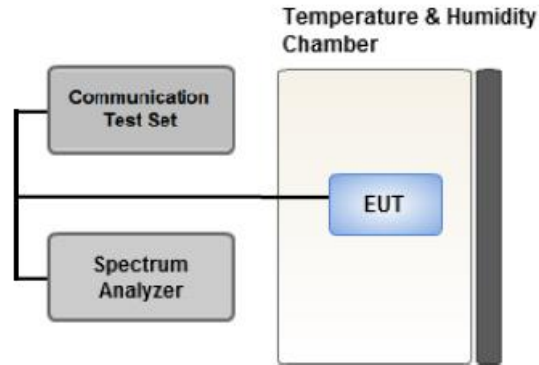 Temperature & Humidity
Chamber
Communication
Test Set
EUT
Spectrum
Analyzer